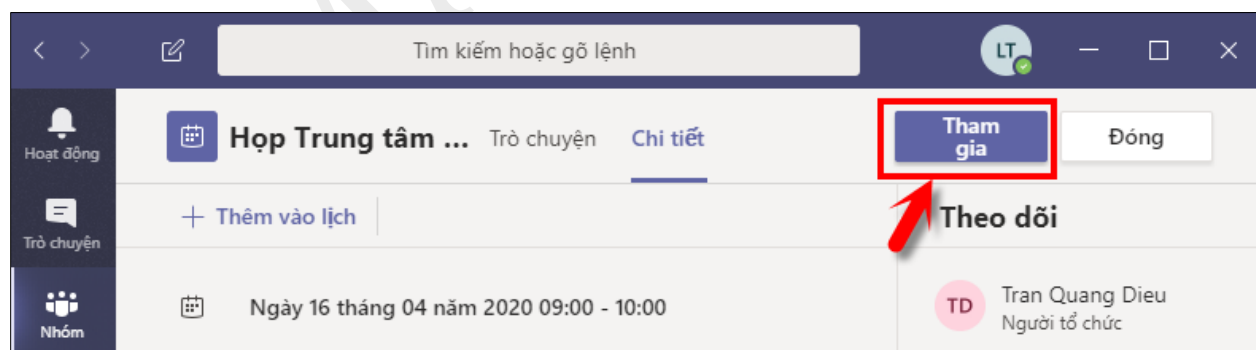 Tìm kiếm hoặc gõ lệnh
LT
Hoạt động
Họp Trung tâm ...
Trò chuyện
Chi tiết
Tham
gia
Đóng
Trò chuyện
+ Thêm vào lịch
Theo dõi
Nhóm
Ngày 16 tháng 04 năm 2020 09:00 - 10:00
TD
Tran Quang Dieu
Người tổ chức